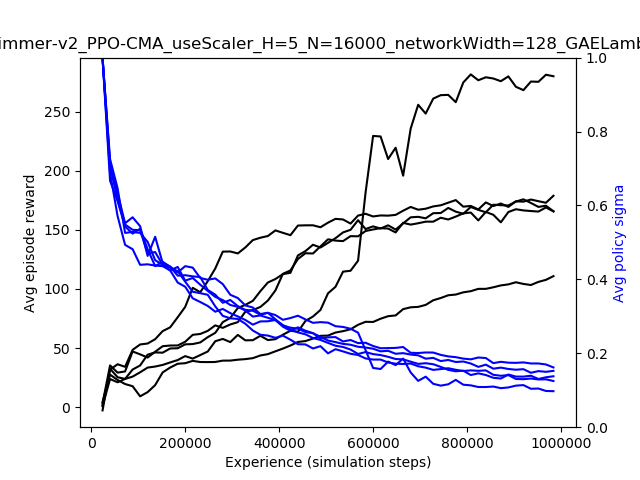 immer-v2_PPO-CMA_useScaler_H=5_N=16000_networkWidth=128_GAELamb
Avg episode reward
250
200
150
100
50
0
1.0
0.8
0.6
0.4
0.2
0.0
Avg policy sigma
0 200000 400000 600000 800000 1000000
Experience (simulation steps)